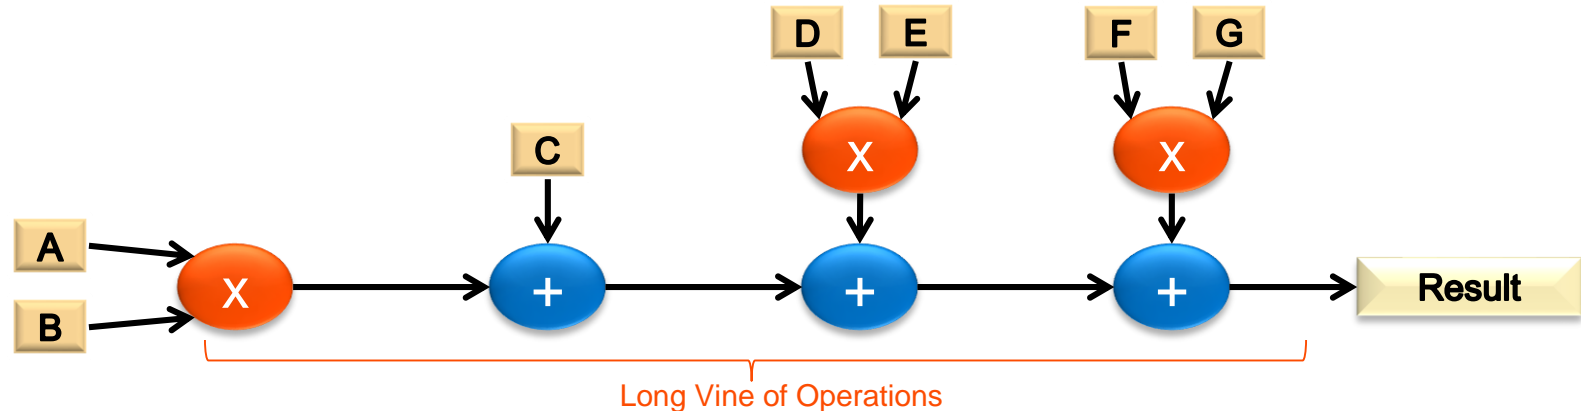 D
E
F
G
x
x
C
A
B
x
+
+
+
Result
Long Vine of Operations